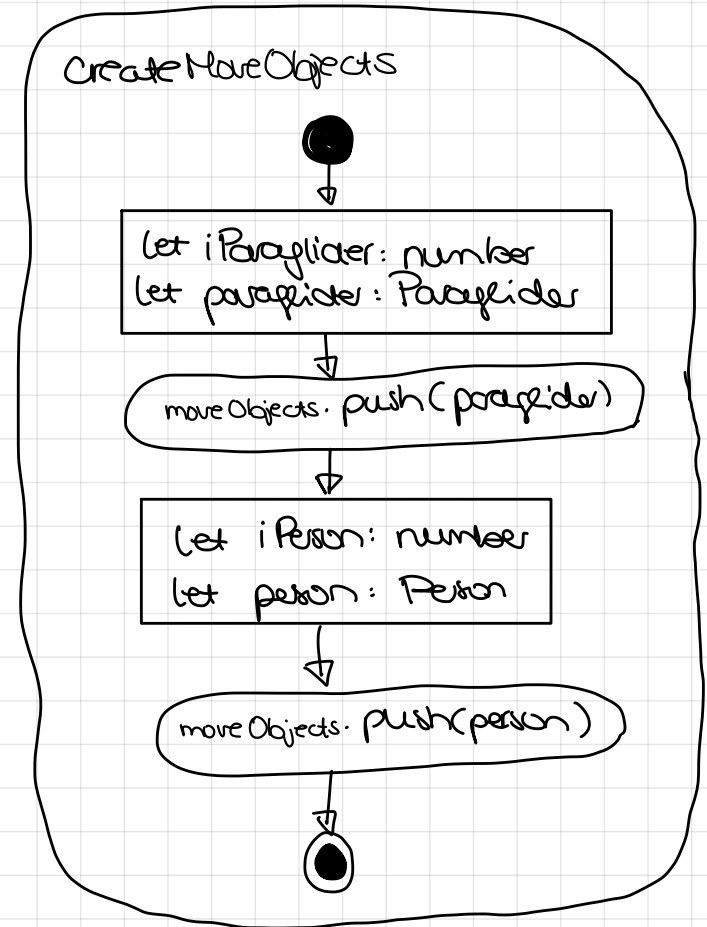 createMoveObjects
let iParaglider: number
let paraglider: Paraglider
moveObjects.push(paraglider)
let iPerson: number
let person: Person
moveObjects.push(person)